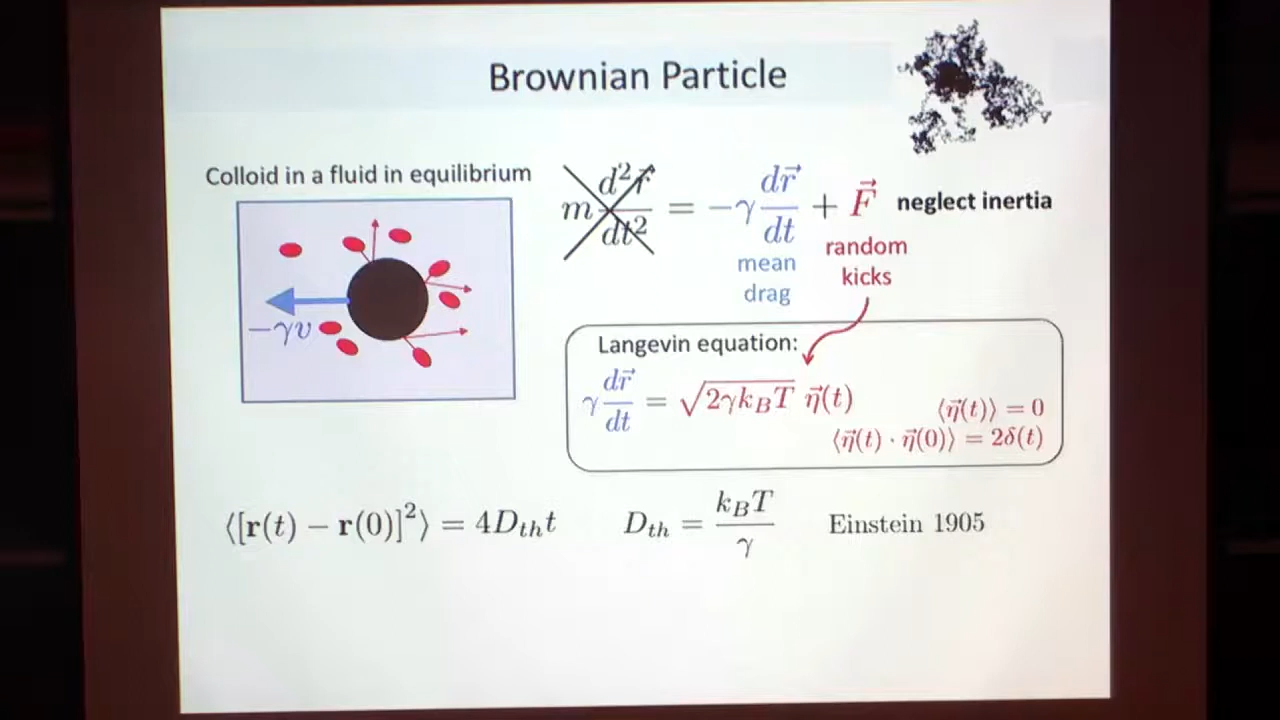 Brownian Particle
Colloid in a fluid in equilibrium
−γv
m d²r⃗/dt² = −γ dr⃗/dt + F⃗ neglect inertia
mean drag
random kicks
Langevin equation:
γ dr⃗/dt = √(2γk_BT) η⃗(t)
⟨η⃗(t)⟩ = 0
⟨η⃗(t) · η⃗(0)⟩ = 2δ(t)
⟨[r(t) − r(0)]²⟩ = 4D_th t D_th = k_BT/γ Einstein 1905